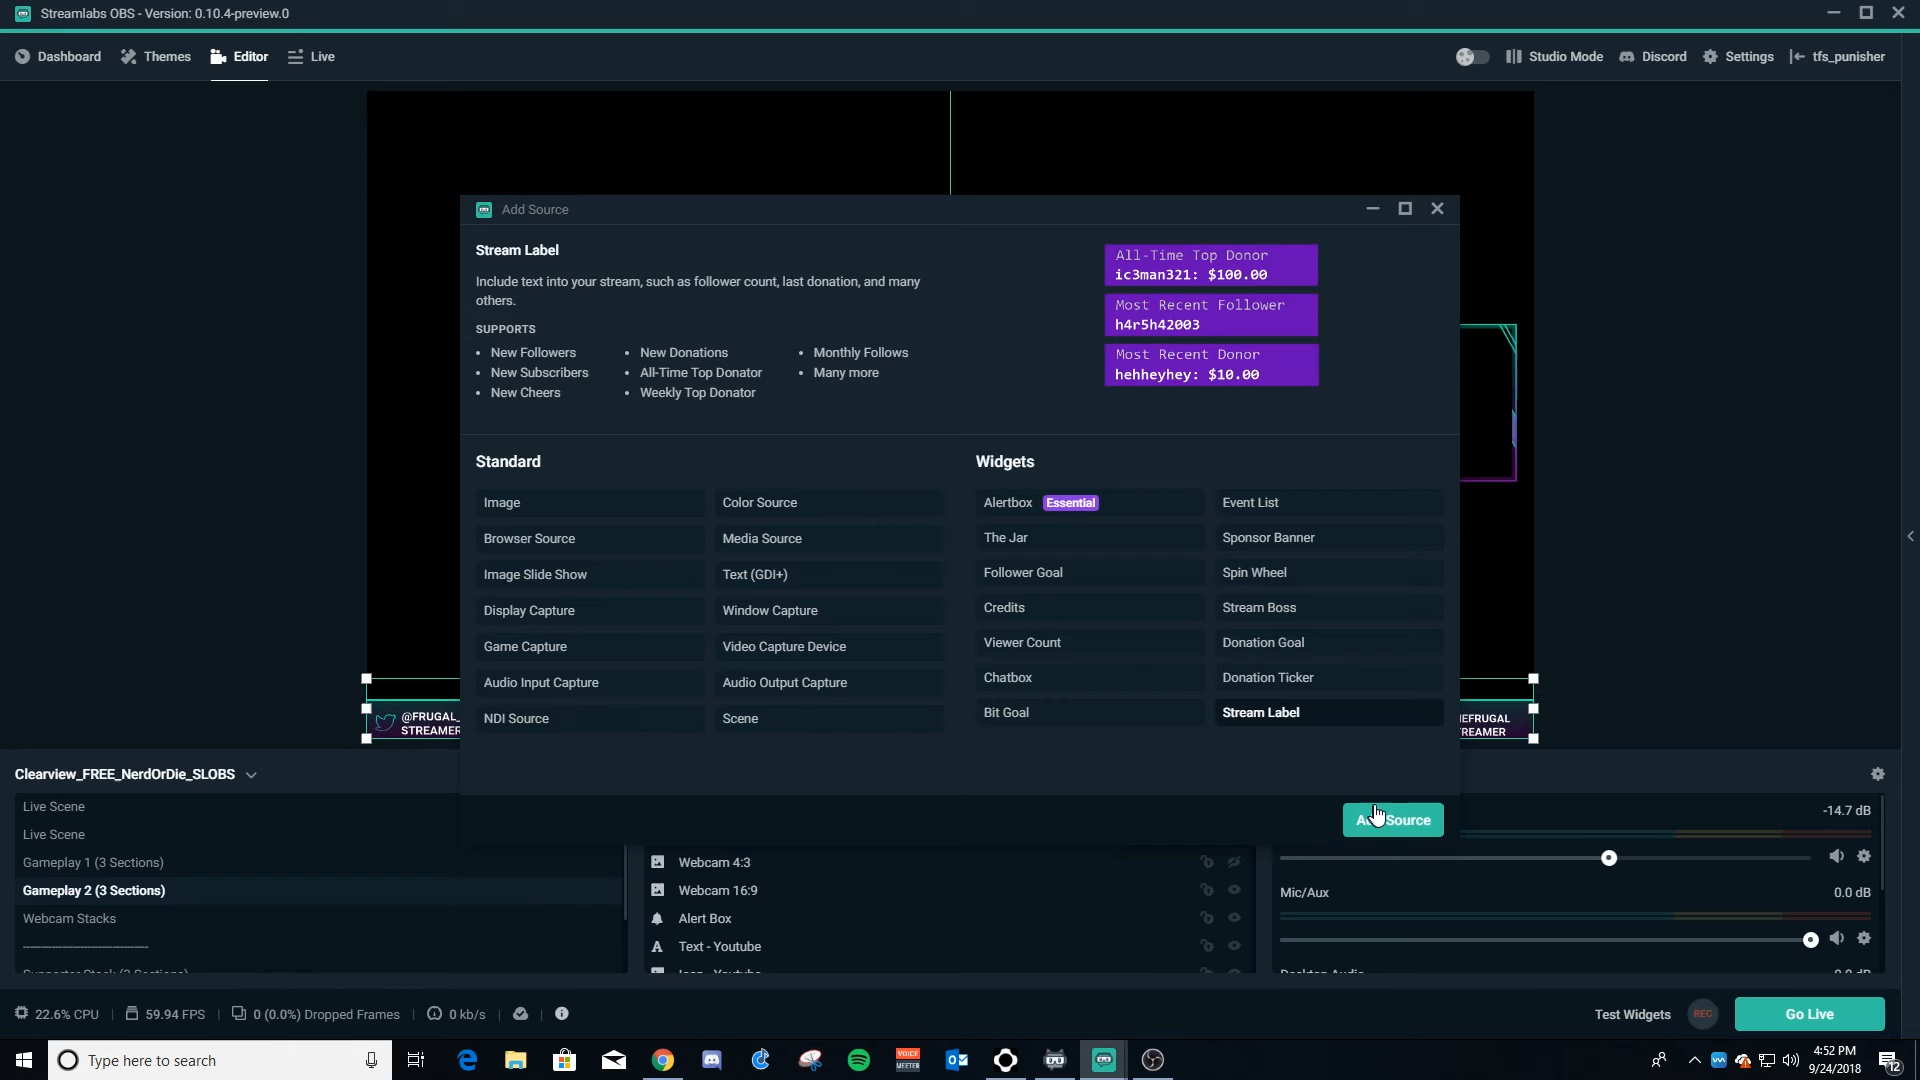 Streamlabs OBS - Version: 0.10.4-preview.0
Dashboard
Themes
Editor
Live
Studio Mode
Discord
Settings
tfs_punisher
Add Source
Stream Label
Include text into your stream, such as follower count, last donation, and many
others.
SUPPORTS
• New Followers
• New Subscribers
• New Cheers
• New Donations
• All-Time Top Donator
• Weekly Top Donator
• Monthly Follows
• Many more
All-Time Top Donor
ic3man321: $100.00
Most Recent Follower
h4r5h42003
Most Recent Donor
hehheyhey: $10.00
Standard
Image
Color Source
Browser Source
Media Source
Image Slide Show
Text (GDI+)
Display Capture
Window Capture
Game Capture
Video Capture Device
Audio Input Capture
Audio Output Capture
NDI Source
Scene
Widgets
Alertbox Essential
Event List
The Jar
Sponsor Banner
Follower Goal
Spin Wheel
Credits
Stream Boss
Viewer Count
Donation Goal
Chatbox
Donation Ticker
Bit Goal
Stream Label
Source
@FRUGAL_
STREAMER
Clearview_FREE_NerdOrDie_SLOBS
Live Scene
Live Scene
Gameplay 1 (3 Sections)
Gameplay 2 (3 Sections)
Webcam Stacks
-----------------------------------
Webcam 4:3
Webcam 16:9
Alert Box
Text - Youtube
-14.7 dB
Mic/Aux
0.0 dB
22.6% CPU
59.94 FPS
0 (0.0%) Dropped Frames
0 kb/s
Test Widgets
REC
Go Live
Type here to search
VOICE
MEETER
4:52 PM
9/24/2018
12